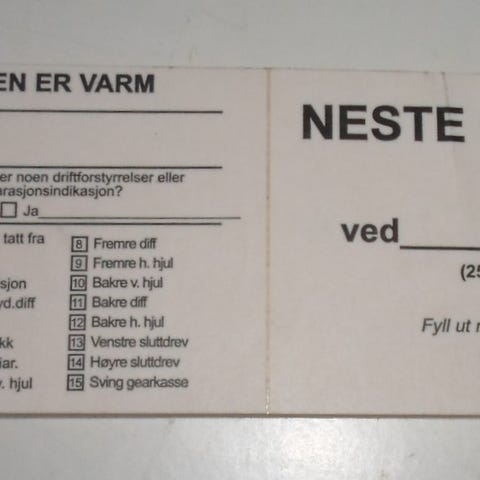 EN ER VARM
er noen driftforstyrrelser eller
arasjonsindikasjon?
Ja
tatt fra
sjon
yd.diff
kk
iar.
v. hjul
8 Fremre diff
9 Fremre h. hjul
10 Bakre v. hjul
11 Bakre diff
12 Bakre h. hjul
13 Venstre sluttdrev
14 Høyre sluttdrev
15 Sving gearkasse
NESTE
ved
(25
Fyll ut